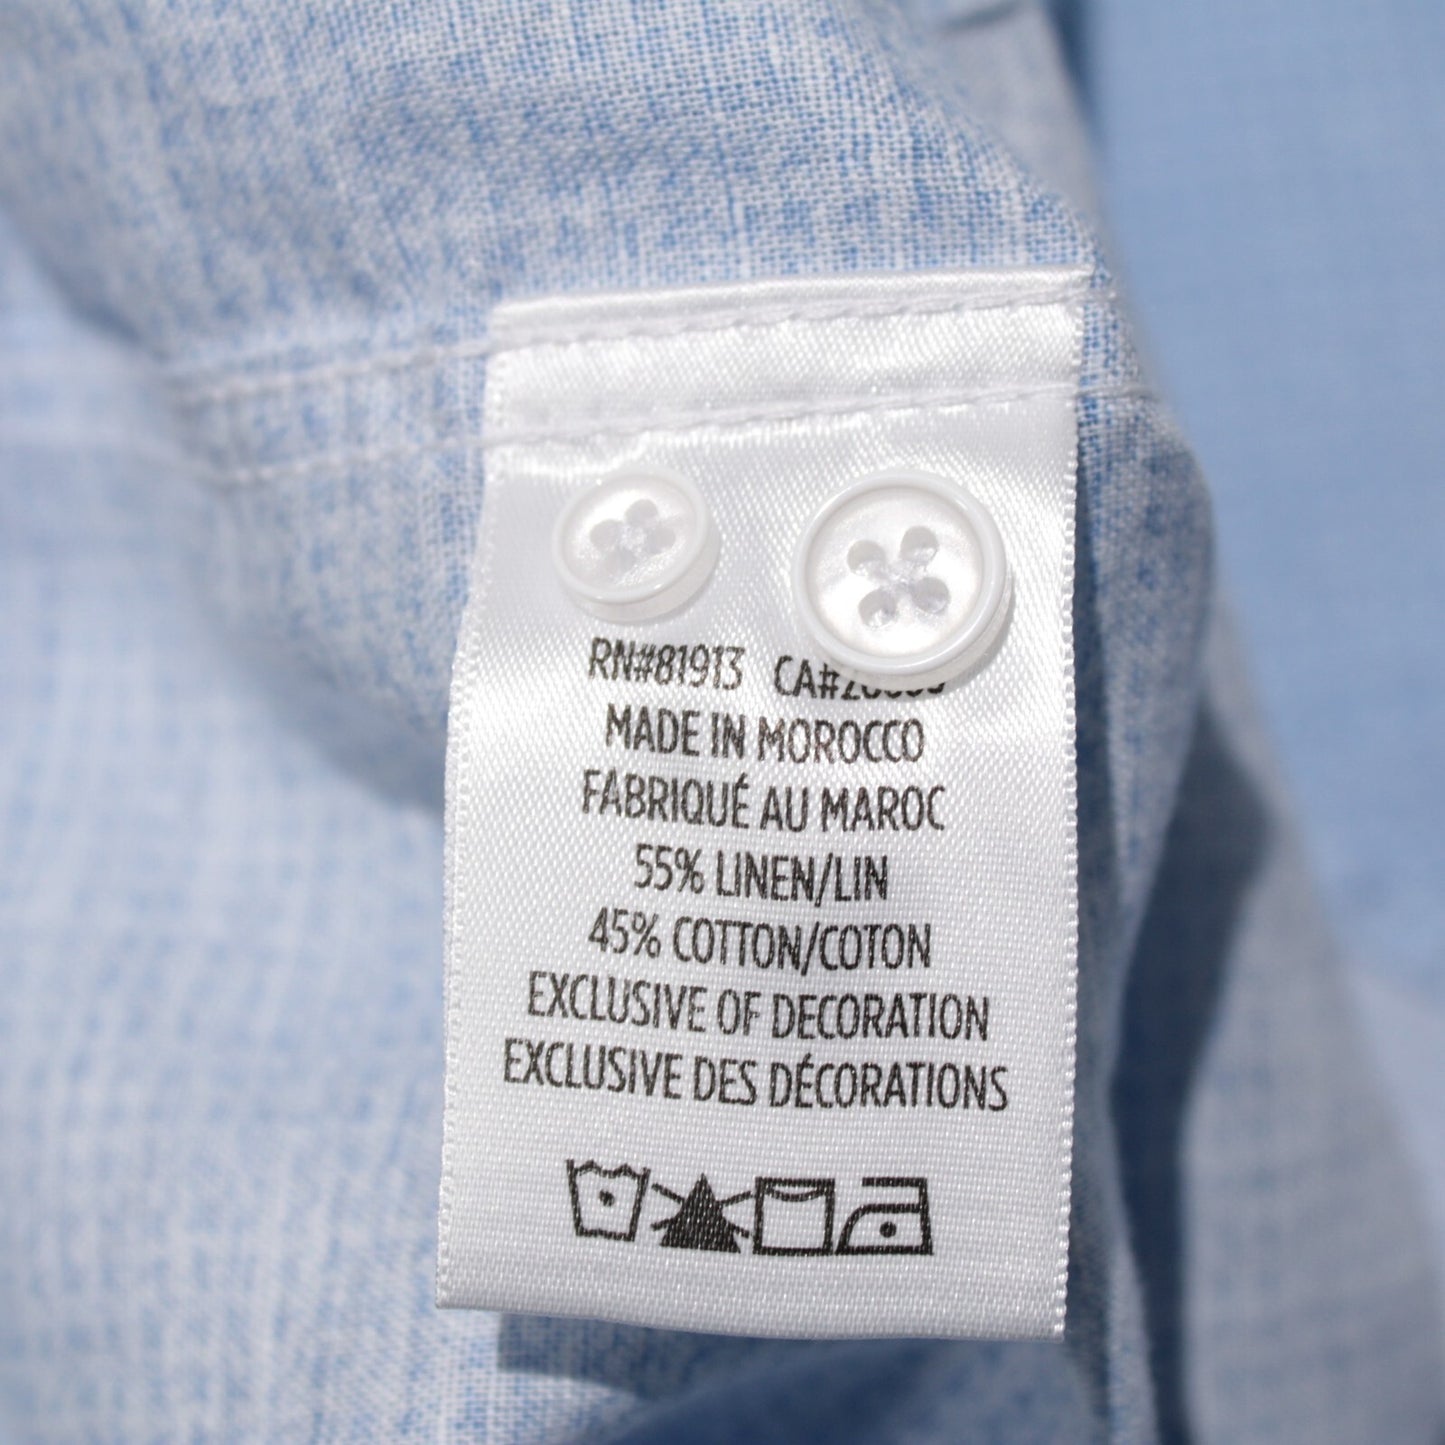 RN#81913 CA#
MADE IN MOROCCO
FABRIQUÉ AU MAROC
55% LINEN/LIN
45% COTTON/COTON
EXCLUSIVE OF DECORATION
EXCLUSIVE DES DÉCORATIONS